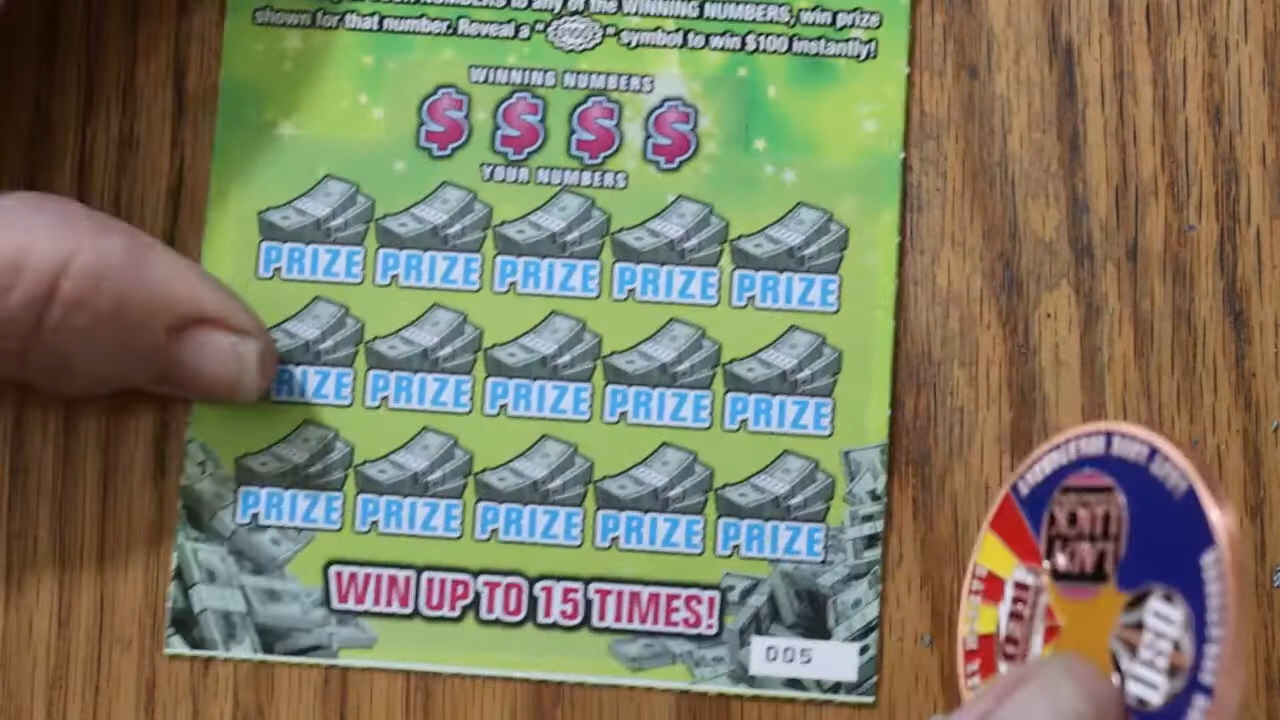 YOUR NUMBERS to any of the WINNING NUMBERS, win prize
shown for that number. Reveal a " " symbol to win $100 instantly!
WINNING NUMBERS
$ $ $ $
YOUR NUMBERS
PRIZE PRIZE PRIZE PRIZE PRIZE
RIZE PRIZE PRIZE PRIZE PRIZE
PRIZE PRIZE PRIZE PRIZE PRIZE
WIN UP TO 15 TIMES!
005